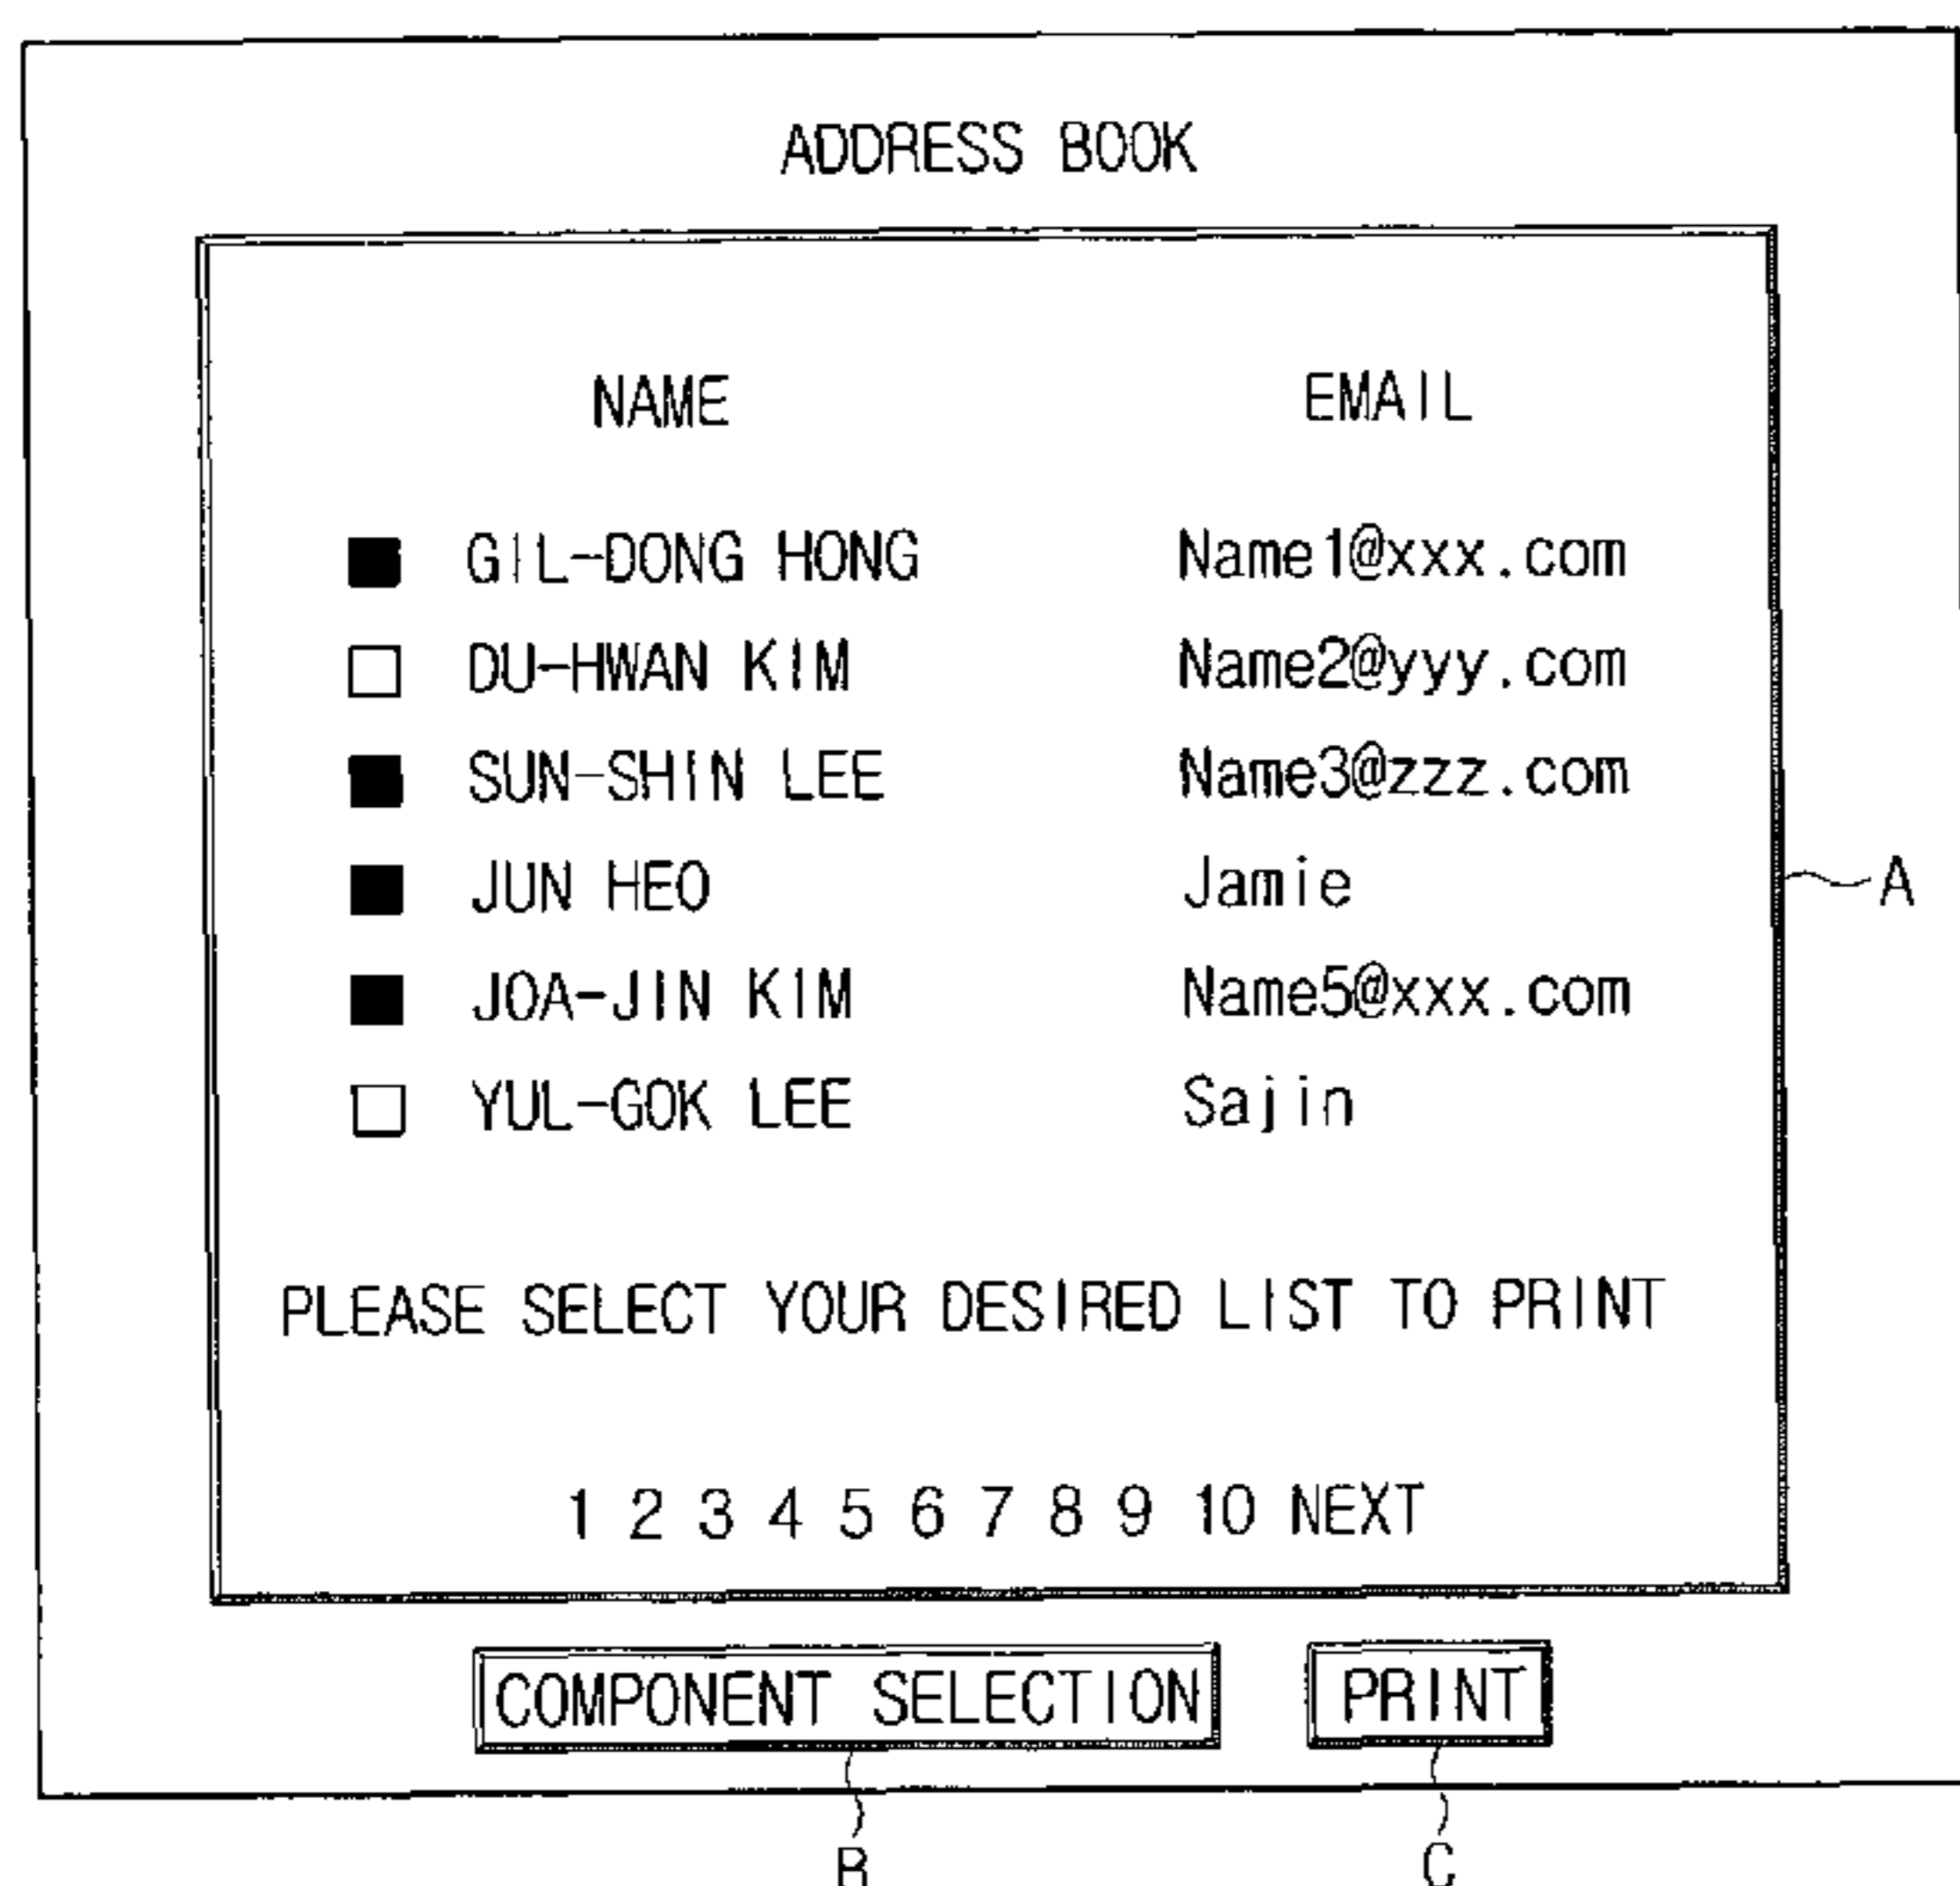 ADDRESS BOOK
NAME EMAIL
GIL-DONG HONG Name1@xxx.com
DU-HWAN KIM Name2@yyy.com
SUN-SHIN LEE Name3@zzz.com
JUN HEO Jamie
A
JOA-JIN KIM Name5@xxx.com
YUL-GOK LEE Sajin
PLEASE SELECT YOUR DESIRED LIST TO PRINT
1 2 3 4 5 6 7 8 9 10 NEXT
COMPONENT SELECTION PRINT
B C